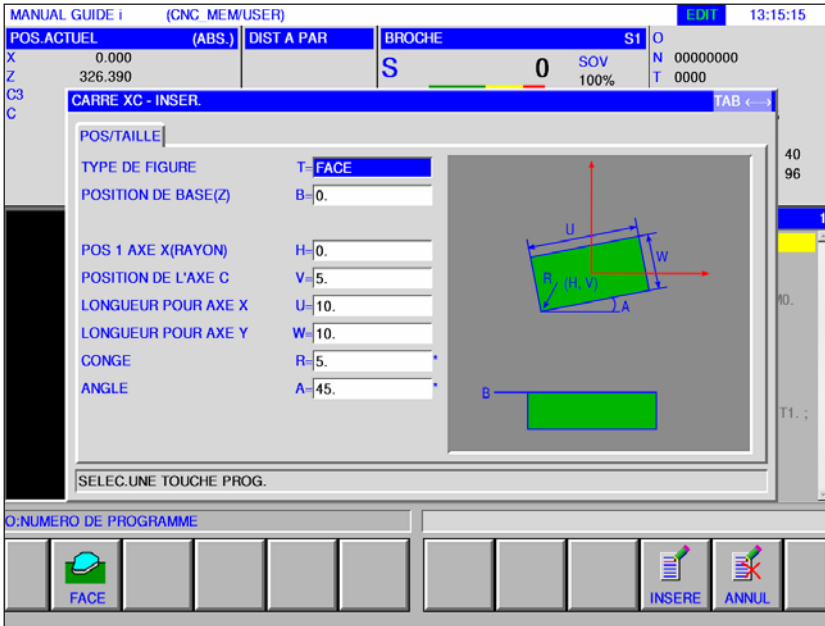 MANUAL GUIDE i (CNC_MEM/USER) EDIT 13:15:15
POS.ACTUEL (ABS.) DIST A PAR BROCHE S1 O
X 0.000 S 0 SOV N 00000000
Z 326.390 100% T 0000
C3
C
CARRE XC - INSER. TAB
POS/TAILLE
TYPE DE FIGURE T=FACE
POSITION DE BASE(Z) B=0.
POS 1 AXE X(RAYON) H=0.
POSITION DE L'AXE C V=5.
LONGUEUR POUR AXE X U=10.
LONGUEUR POUR AXE Y W=10.
CONGE R=5. *
ANGLE A=45. *
U
W
R (H, V)
A
B
40
96
1
0.
T1. ;
SELEC.UNE TOUCHE PROG.
O:NUMERO DE PROGRAMME
FACE INSERE ANNUL